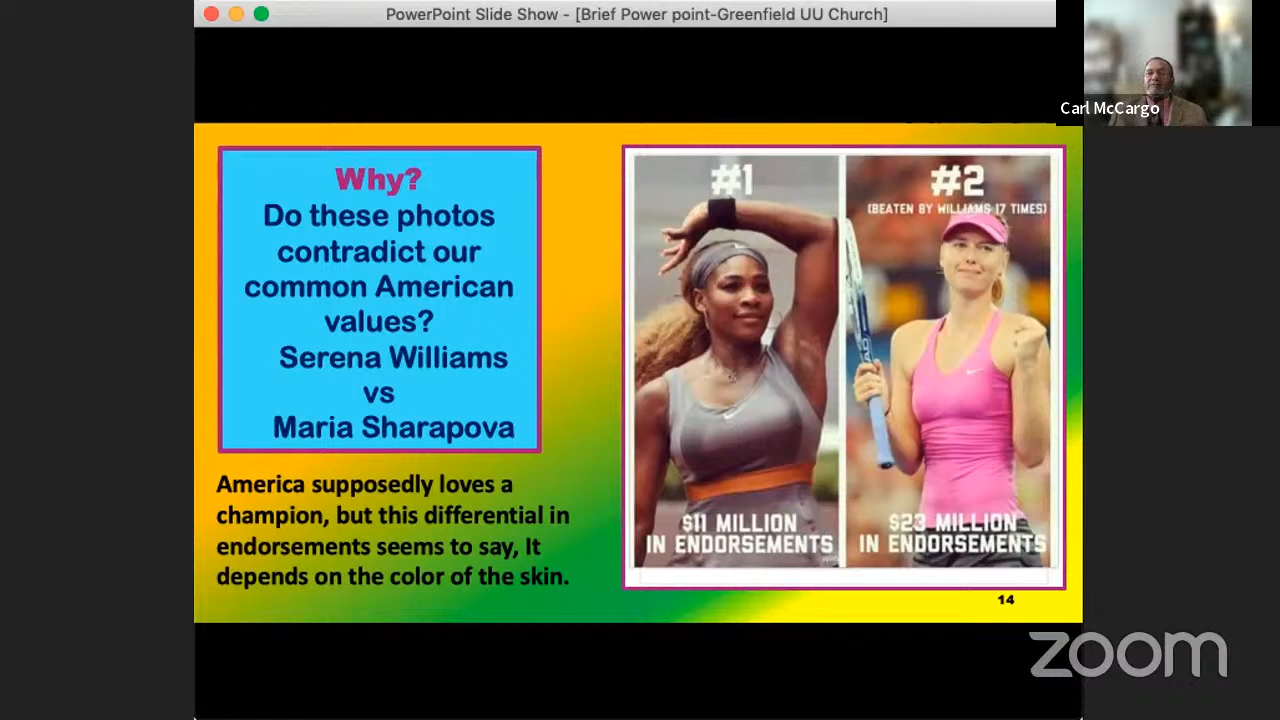 PowerPoint Slide Show - [Brief Power point-Greenfield UU Church]
Carl McCargo
Why?
Do these photos
contradict our
common American
values?
Serena Williams
vs
Maria Sharapova
America supposedly loves a
champion, but this differential in
endorsements seems to say, It
depends on the color of the skin.
#1
$11 MILLION
IN ENDORSEMENTS
#2
(BEATEN BY WILLIAMS 17 TIMES)
$23 MILLION
IN ENDORSEMENTS
14
zoom